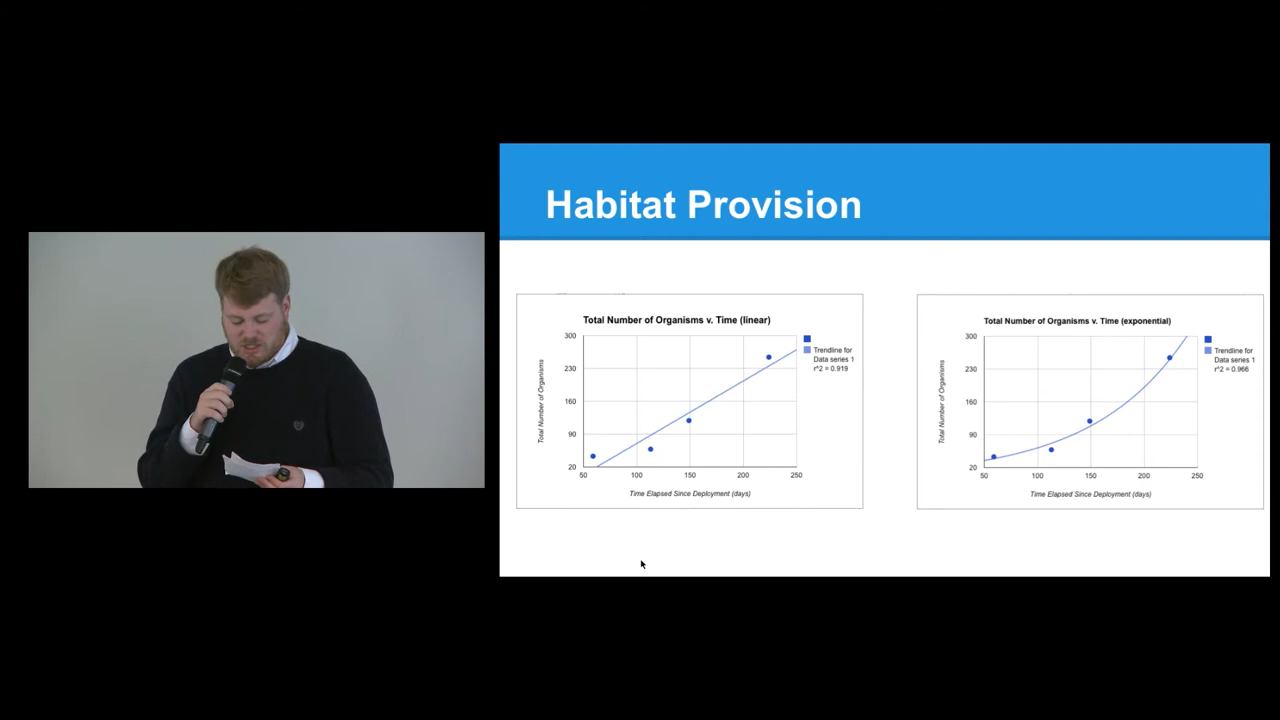 Habitat Provision
Total Number of Organisms v. Time (linear)
300
230
160
90
20
Total Number of Organisms
50
100
150
200
250
Time Elapsed Since Deployment (days)
Trendline for
Data series 1
r^2 = 0.919
Total Number of Organisms v. Time (exponential)
300
230
160
90
20
Total Number of Organisms
50
100
150
200
250
Time Elapsed Since Deployment (days)
Trendline for
Data series 1
r^2 = 0.966